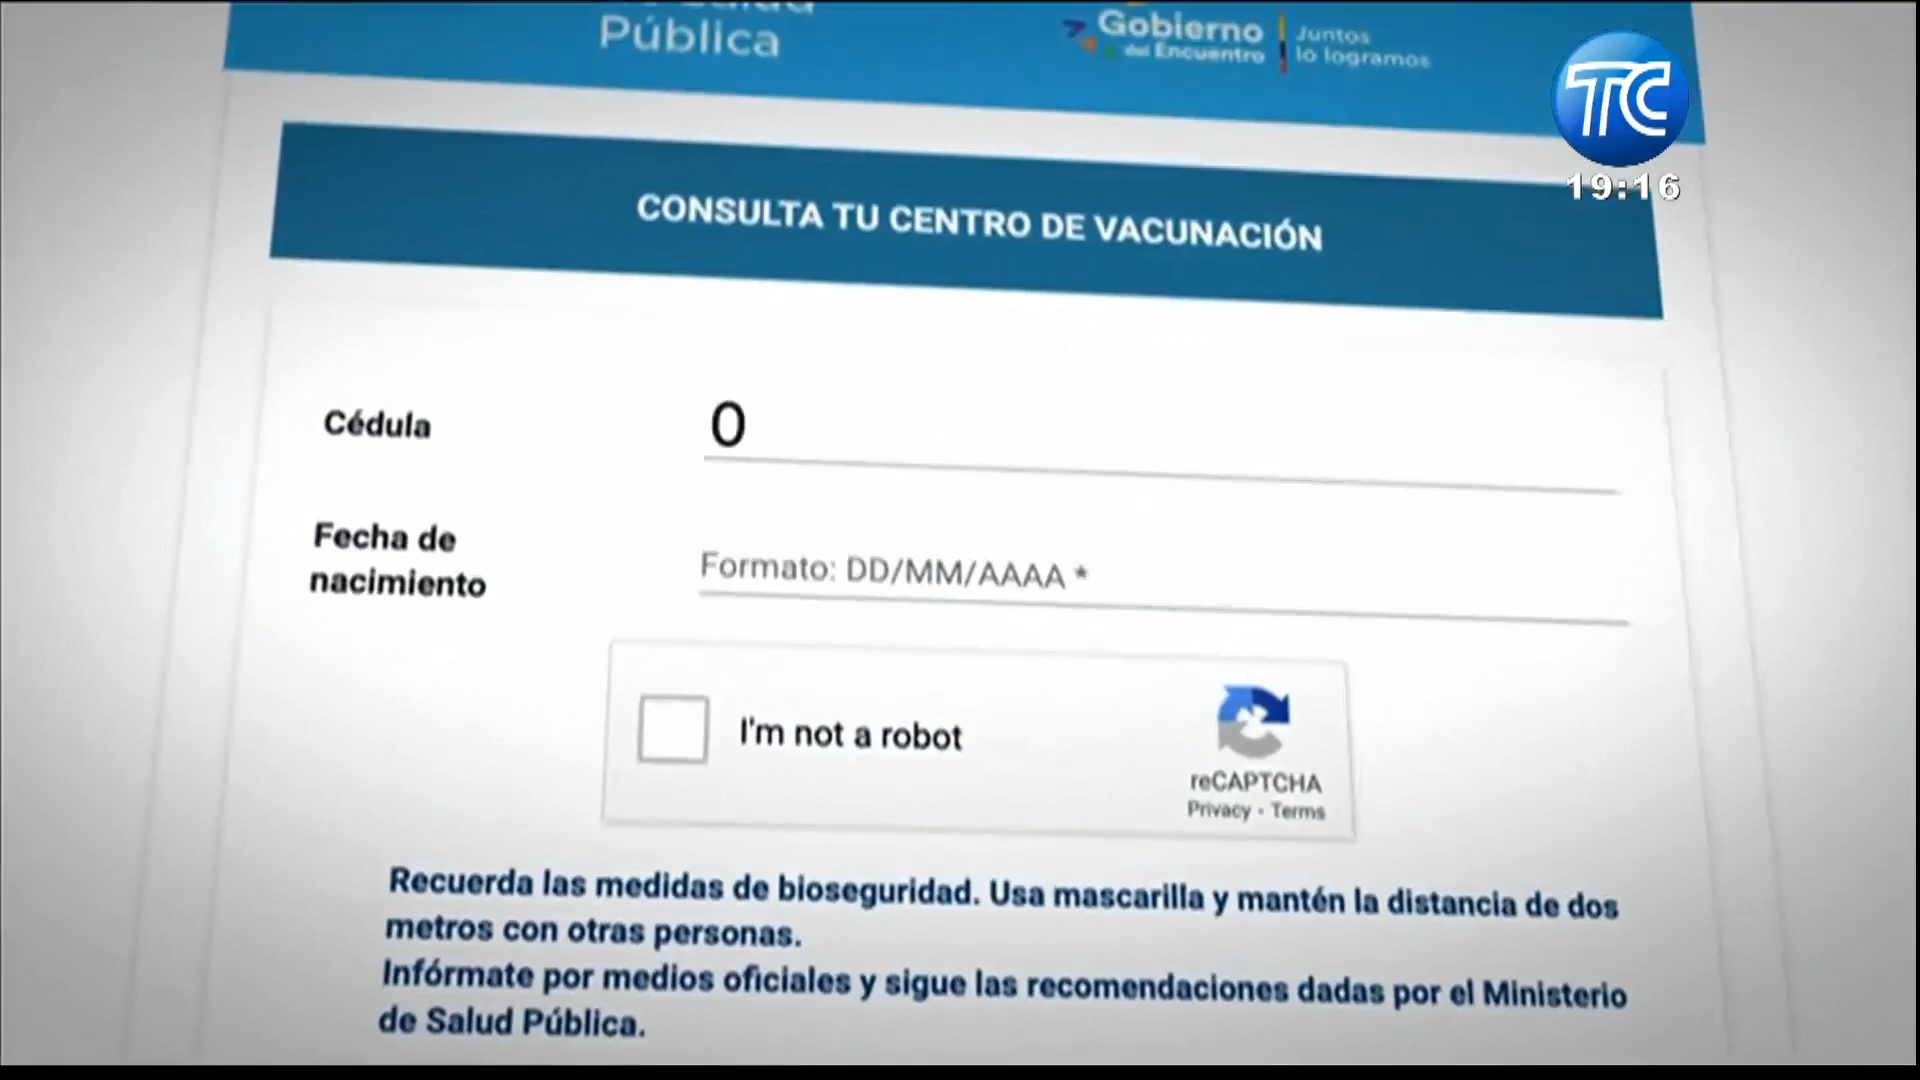 Pública
Gobierno
del Encuentro
Juntos
lo logramos
TC
19:16
CONSULTA TU CENTRO DE VACUNACIÓN
Cédula
0
Fecha de
nacimiento
Formato: DD/MM/AAAA *
I'm not a robot
reCAPTCHA
Privacy - Terms
Recuerda las medidas de bioseguridad. Usa mascarilla y mantén la distancia de dos
metros con otras personas.
Infórmate por medios oficiales y sigue las recomendaciones dadas por el Ministerio
de Salud Pública.